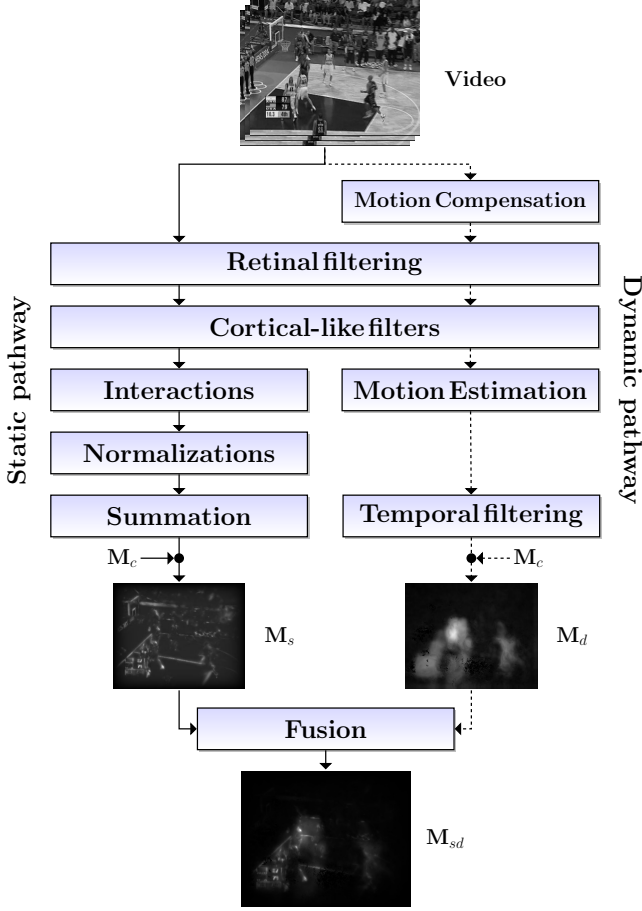 Video
Motion Compensation
Retinal filtering
Cortical-like filters
Interactions
Motion Estimation
Normalizations
Summation
Temporal filtering
Static pathway
Dynamic pathway
M_c
M_c
M_s
M_d
Fusion
M_sd